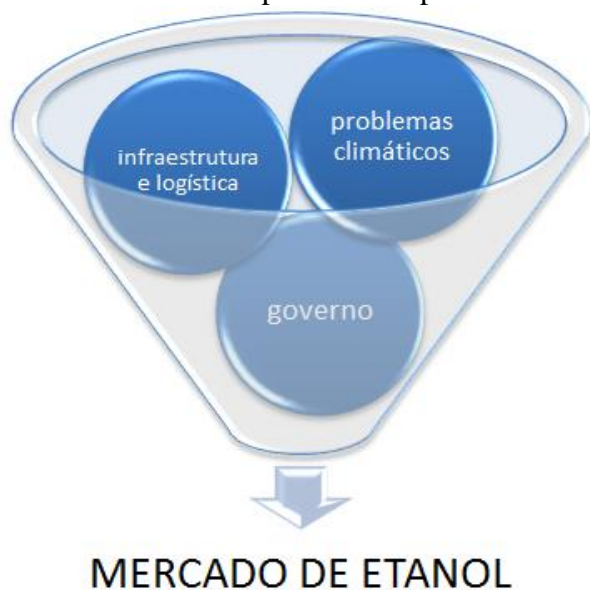 infraestrutura
e logística
problemas
climáticos
governo
MERCADO DE ETANOL